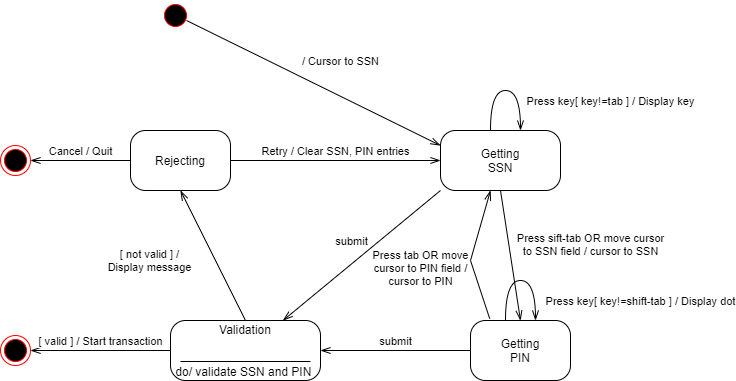 / Cursor to SSN
Press key[ key!=tab ] / Display key
Cancel / Quit
Rejecting
Retry / Clear SSN, PIN entries
Getting
SSN
submit
Press sift-tab OR move cursor
to SSN field / cursor to SSN
[ not valid ] /
Display message
Press tab OR move
cursor to PIN field /
cursor to PIN
Press key[ key!=shift-tab ] / Display dot
[ valid ] / Start transaction
Validation
do/ validate SSN and PIN
submit
Getting
PIN